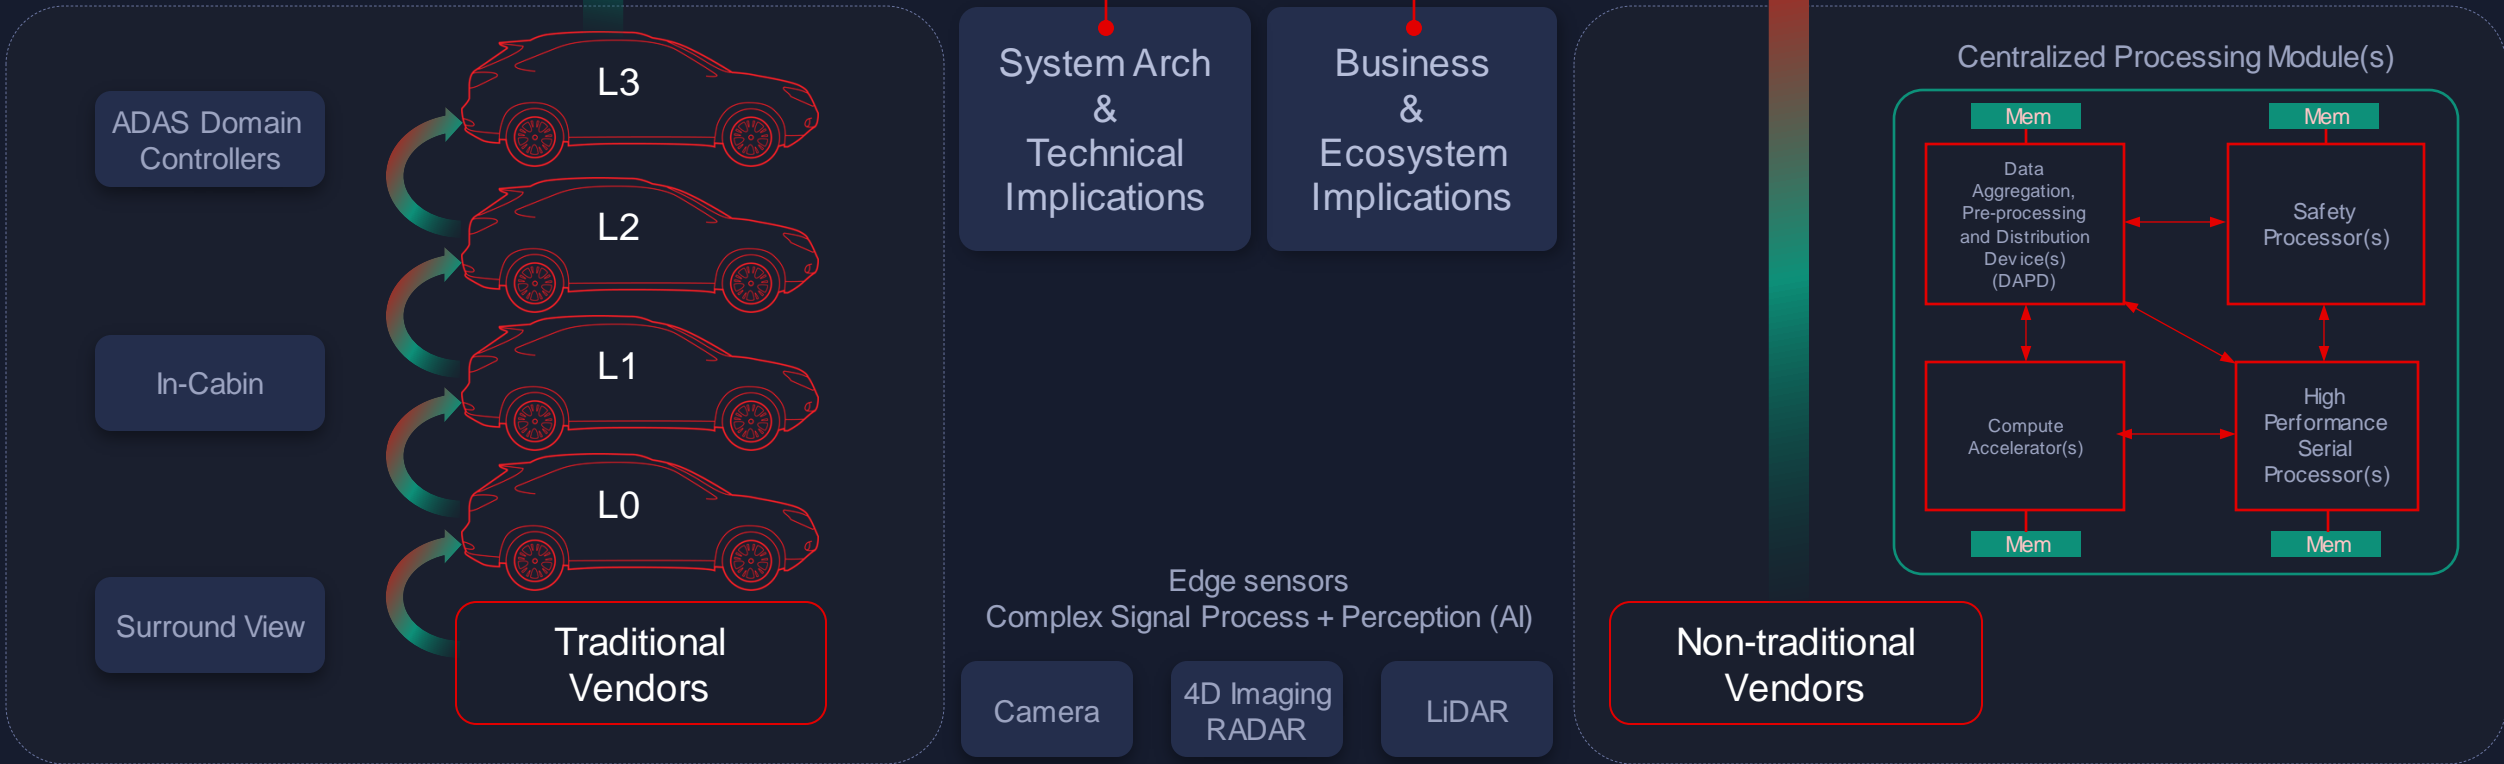 ADAS Domain
Controllers
In-Cabin
Surround View
L3
L2
L1
L0
Traditional
Vendors
System Arch
&
Technical
Implications
Business
&
Ecosystem
Implications
Edge sensors
Complex Signal Process + Perception (AI)
Camera
4D Imaging
RADAR
LiDAR
Non-traditional
Vendors
Centralized Processing Module(s)
Mem
Mem
Data
Aggregation,
Pre-processing
and Distribution
Device(s)
(DAPD)
Safety
Processor(s)
Compute
Accelerator(s)
High
Performance
Serial
Processor(s)
Mem
Mem